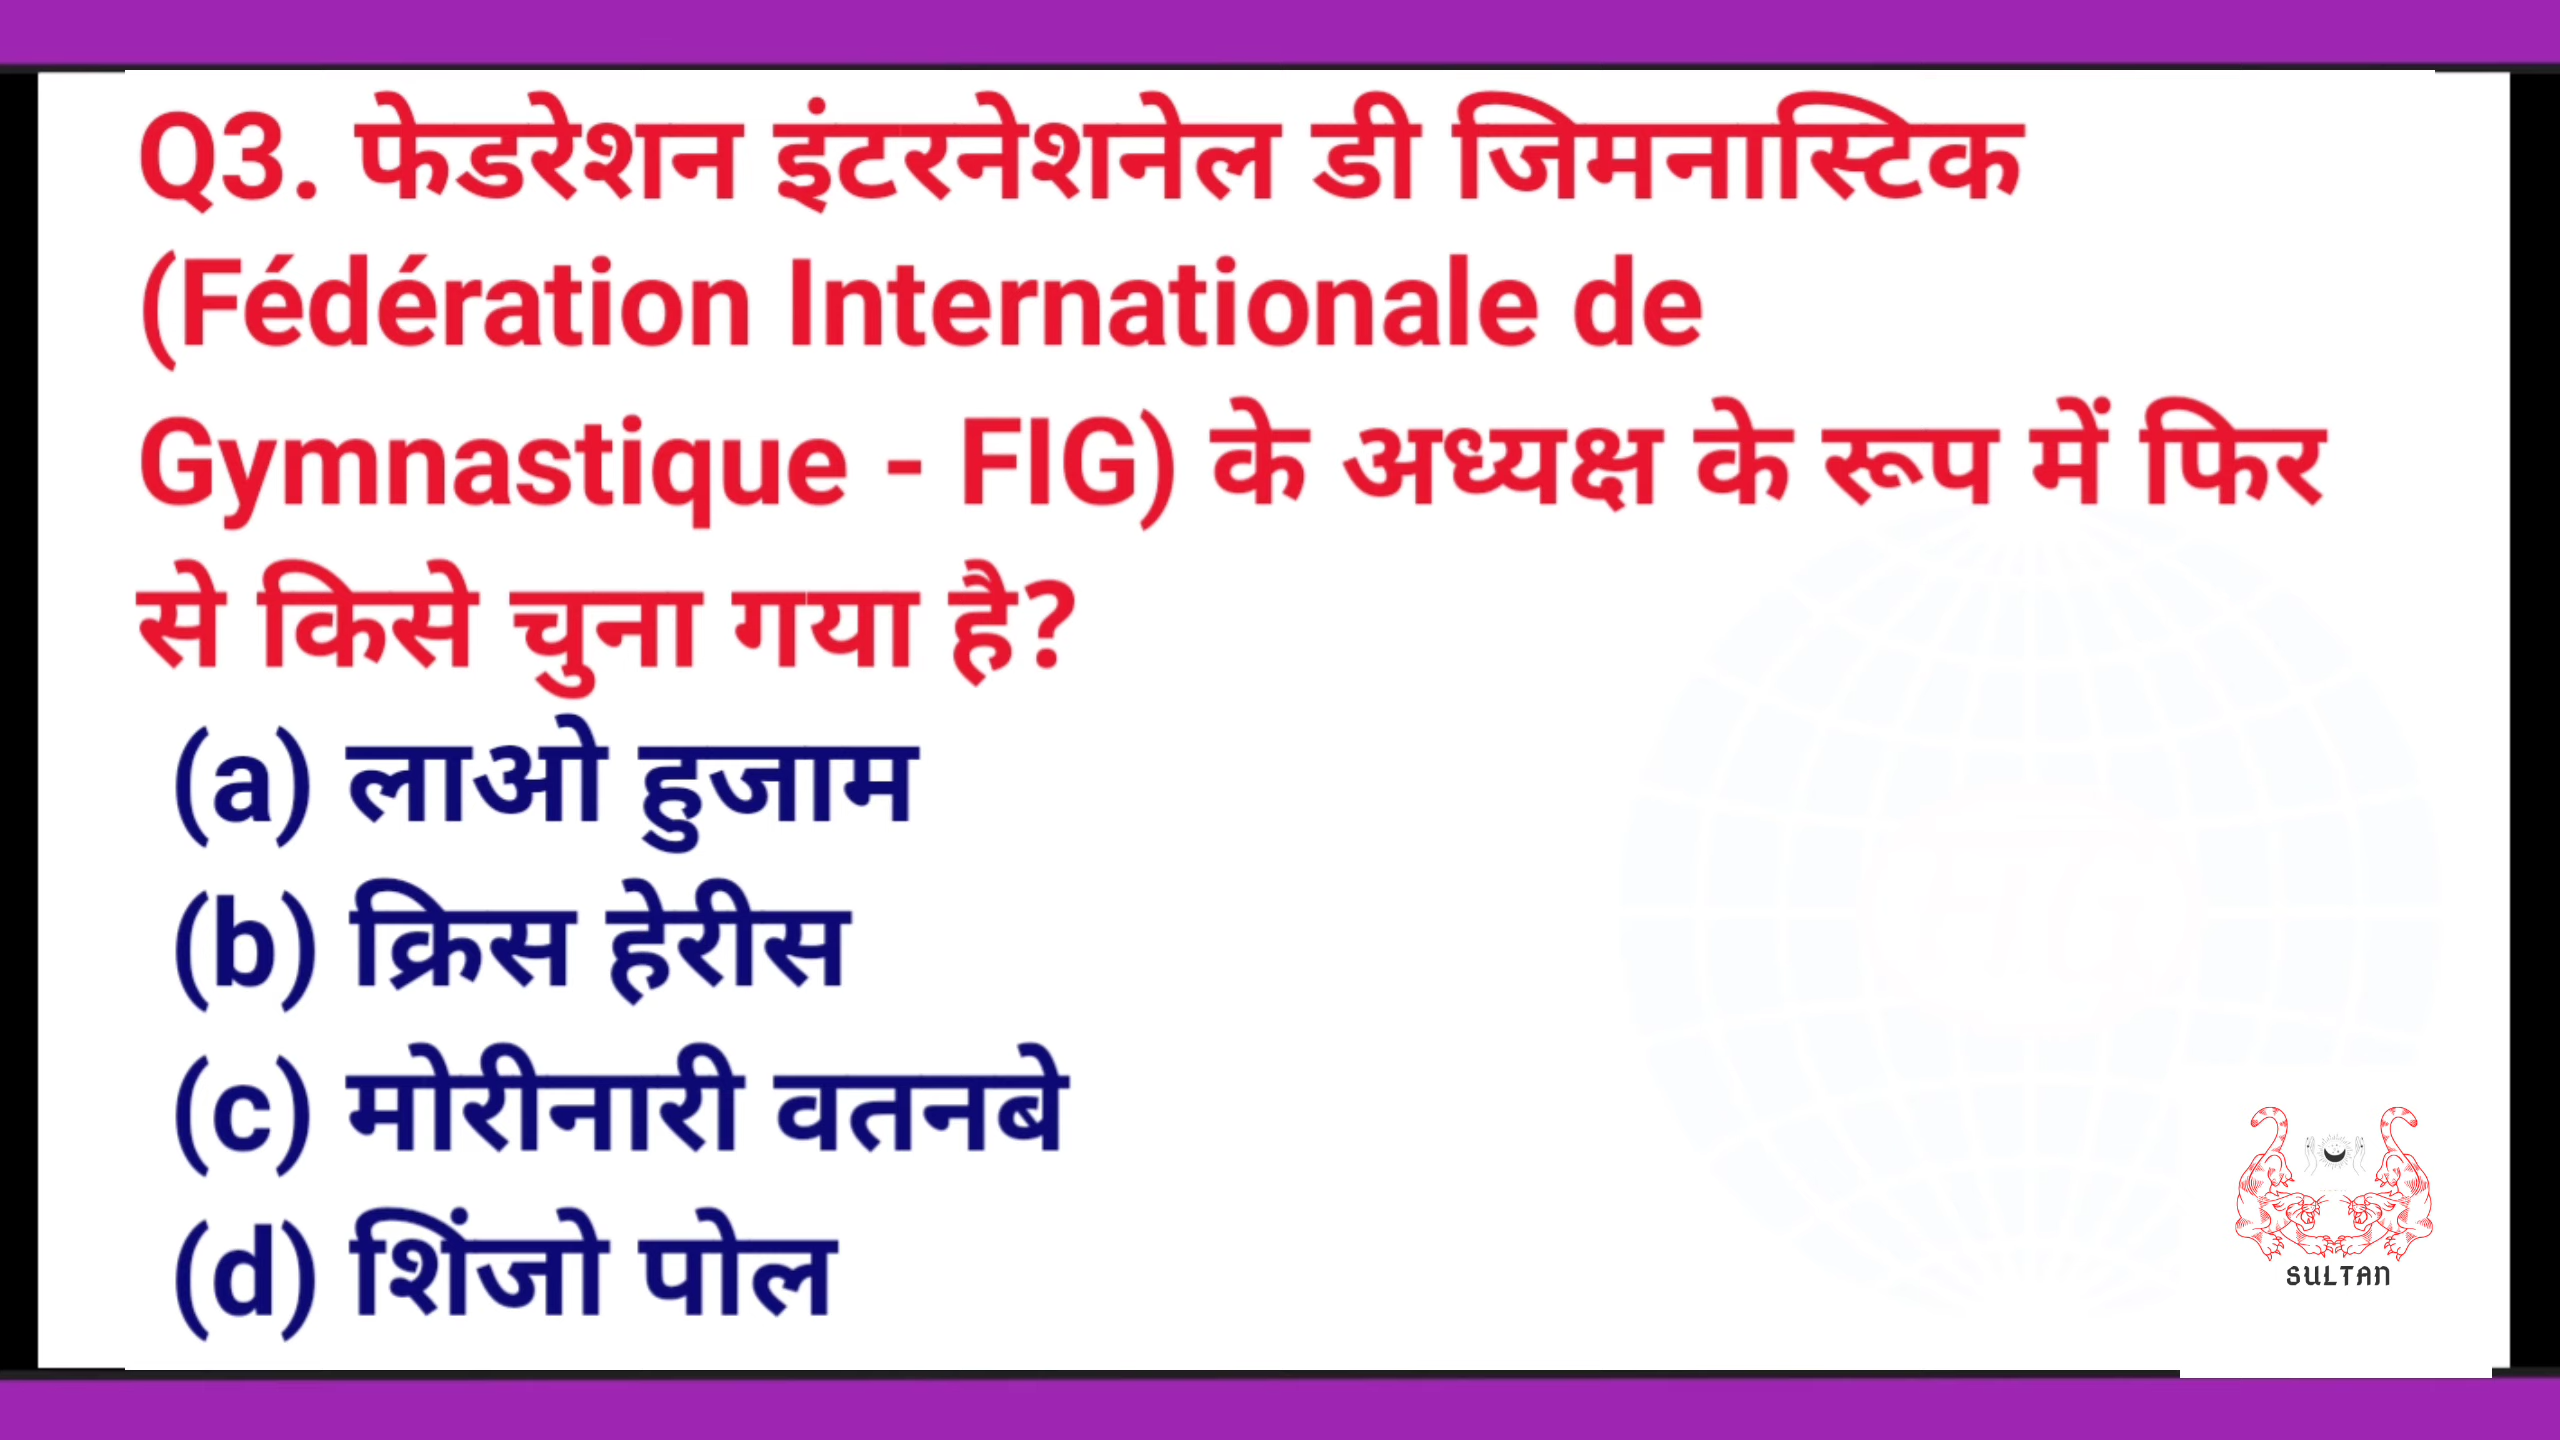 Q3. फेडरेशन इंटरनेशनेल डी जिमनास्टिक
(Fédération Internationale de
Gymnastique - FIG) के अध्यक्ष के रूप में फिर
से किसे चुना गया है?
(a) लाओ हुजाम
(b) क्रिस हेरीस
(c) मोरीनारी वतनबे
(d) शिंजो पोल
SULTAN